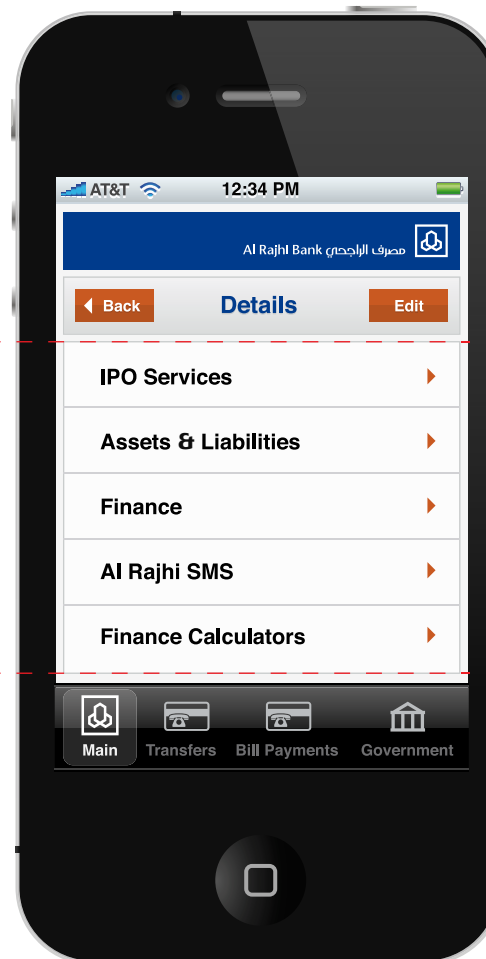 AT&T 12:34 PM
Al Rajhi Bank مصرف الراجحي
Back Details Edit
IPO Services
Assets & Liabilities
Finance
Al Rajhi SMS
Finance Calculators
Main Transfers Bill Payments Government